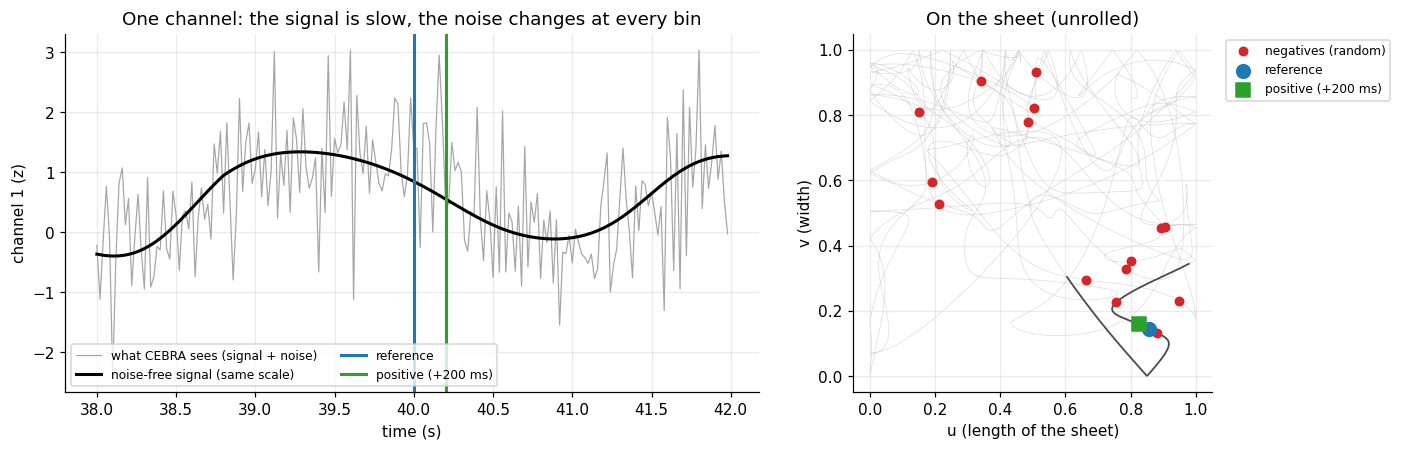 One channel: the signal is slow, the noise changes at every bin
3
2
1
0
−1
−2
channel 1 (z)
what CEBRA sees (signal + noise)
noise-free signal (same scale)
reference
positive (+200 ms)
38.0 38.5 39.0 39.5 40.0 40.5 41.0 41.5 42.0
time (s)
On the sheet (unrolled)
1.0
0.8
0.6
0.4
0.2
0.0
v (width)
0.0 0.2 0.4 0.6 0.8 1.0
u (length of the sheet)
negatives (random)
reference
positive (+200 ms)